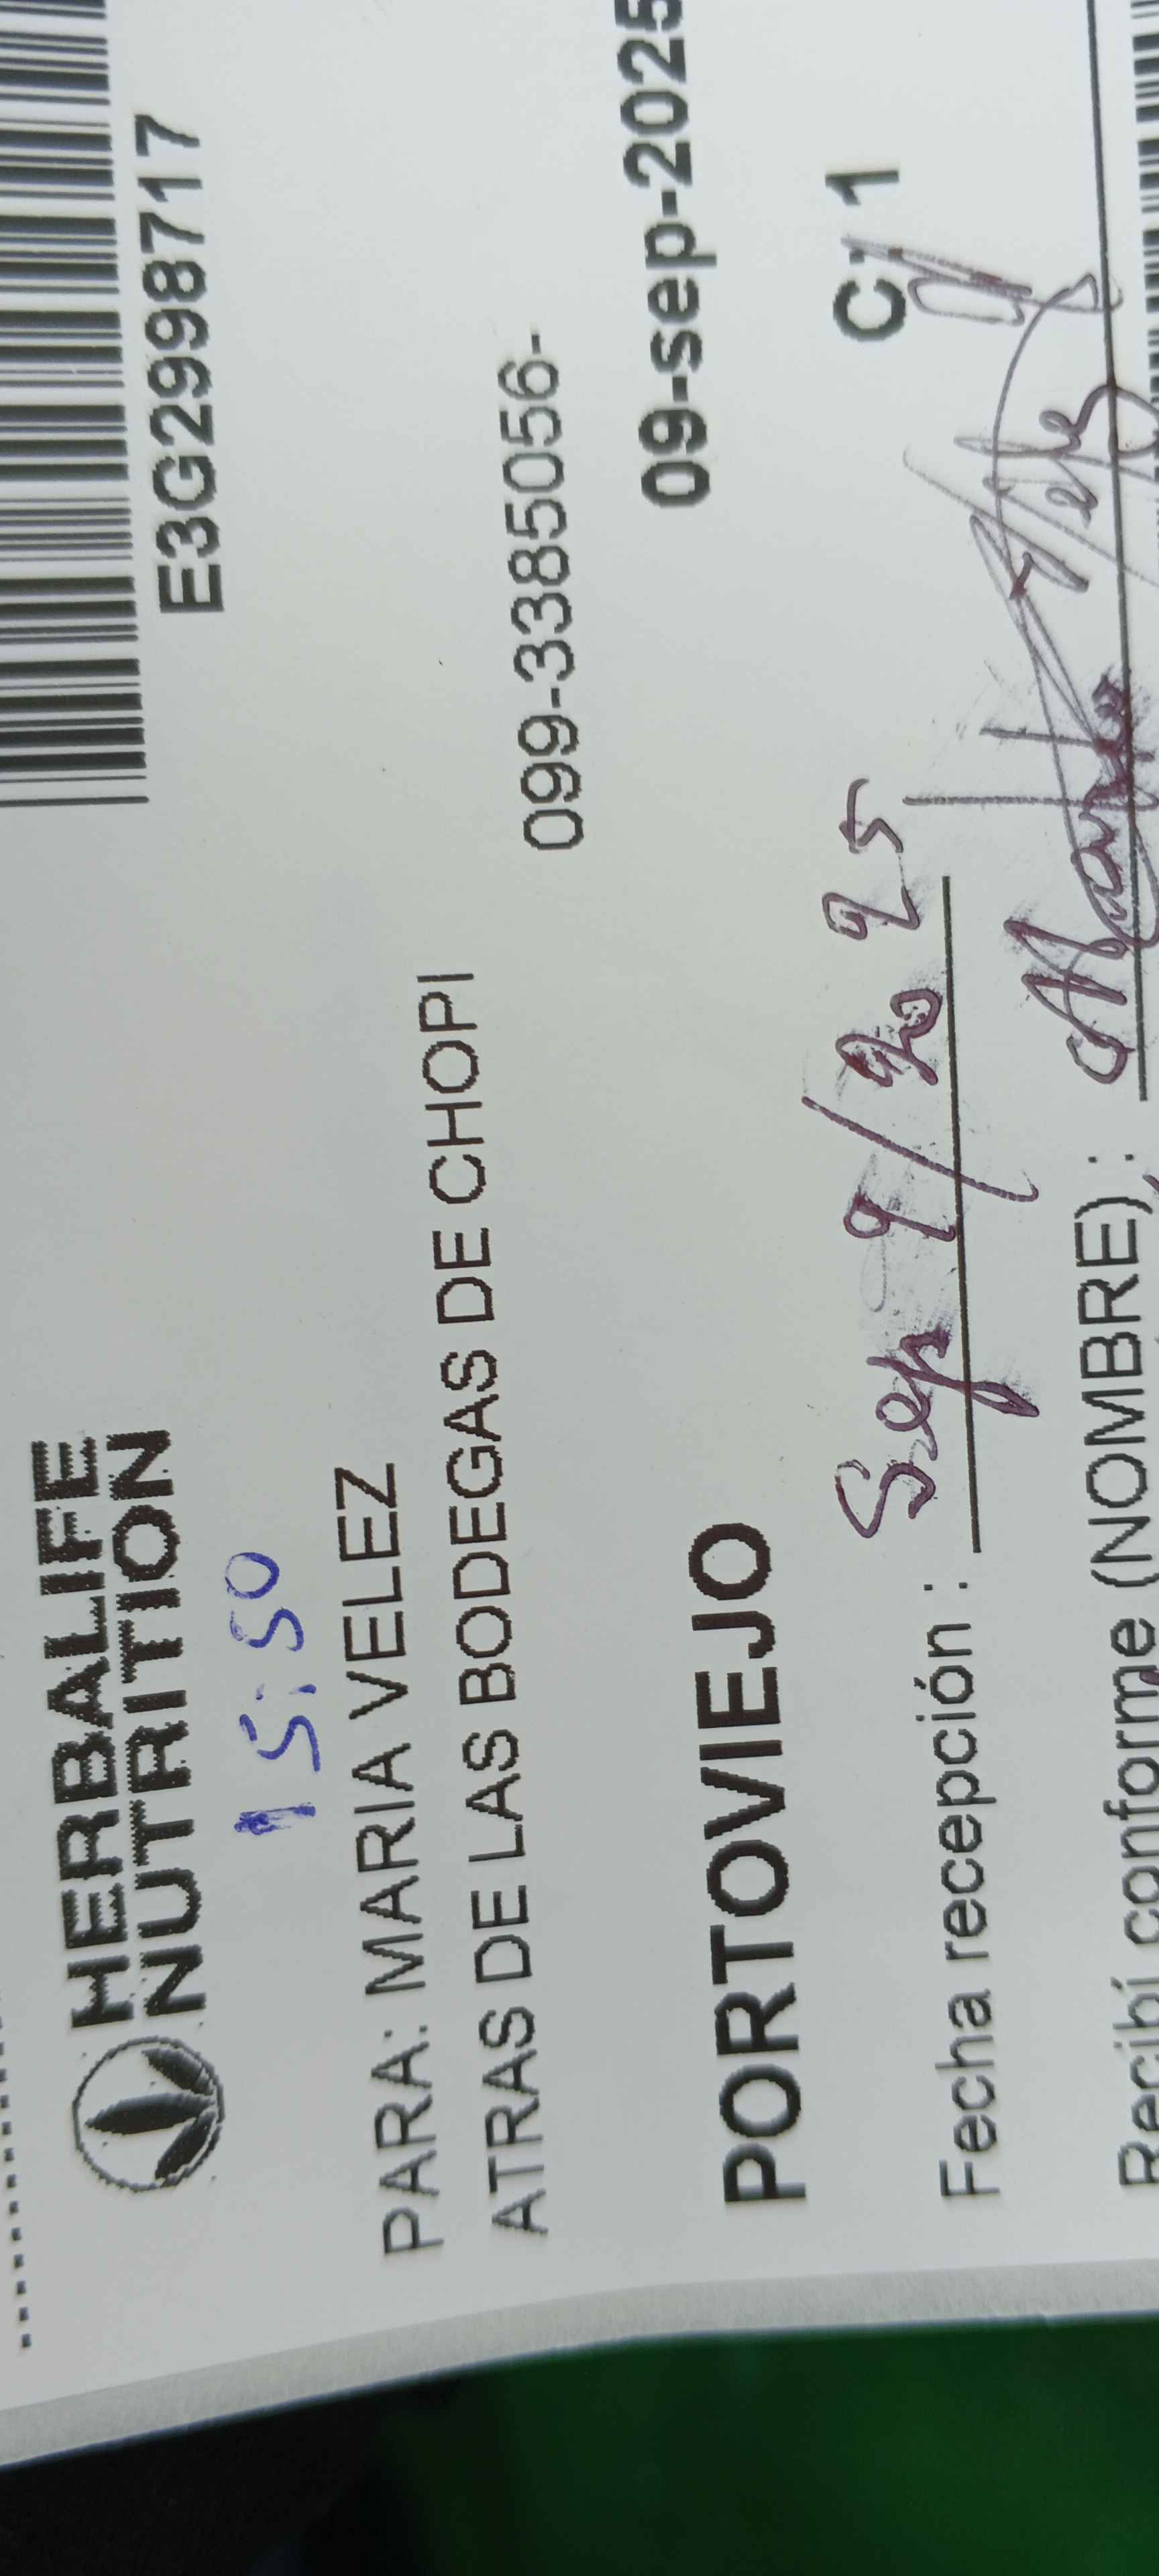 E3G2998717
HERBALIFE
NUTRITION
15:50
PARA: MARIA VELEZ
ATRAS DE LAS BODEGAS DE CHOPI
099-3385056-
PORTOVIEJO
09-sep-2025
C 1
Fecha recepción : Sep 9/2025
Recibí conforme (NOMBRE) :